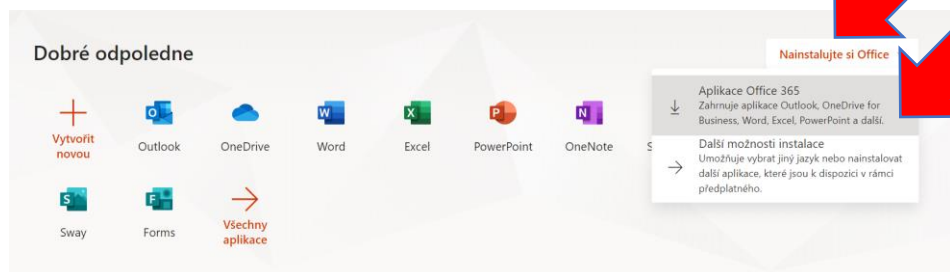 Dobré odpoledne
Nainstalujte si Office
Aplikace Office 365
Zahrnuje aplikace Outlook, OneDrive for
Business, Word, Excel, PowerPoint a další.
Další možnosti instalace
Umožňuje vybrat jiný jazyk nebo nainstalovat
další aplikace, které jsou k dispozici v rámci
předplatného.
Vytvořit
novou
Outlook
OneDrive
Word
Excel
PowerPoint
OneNote
Sway
Forms
Všechny
aplikace